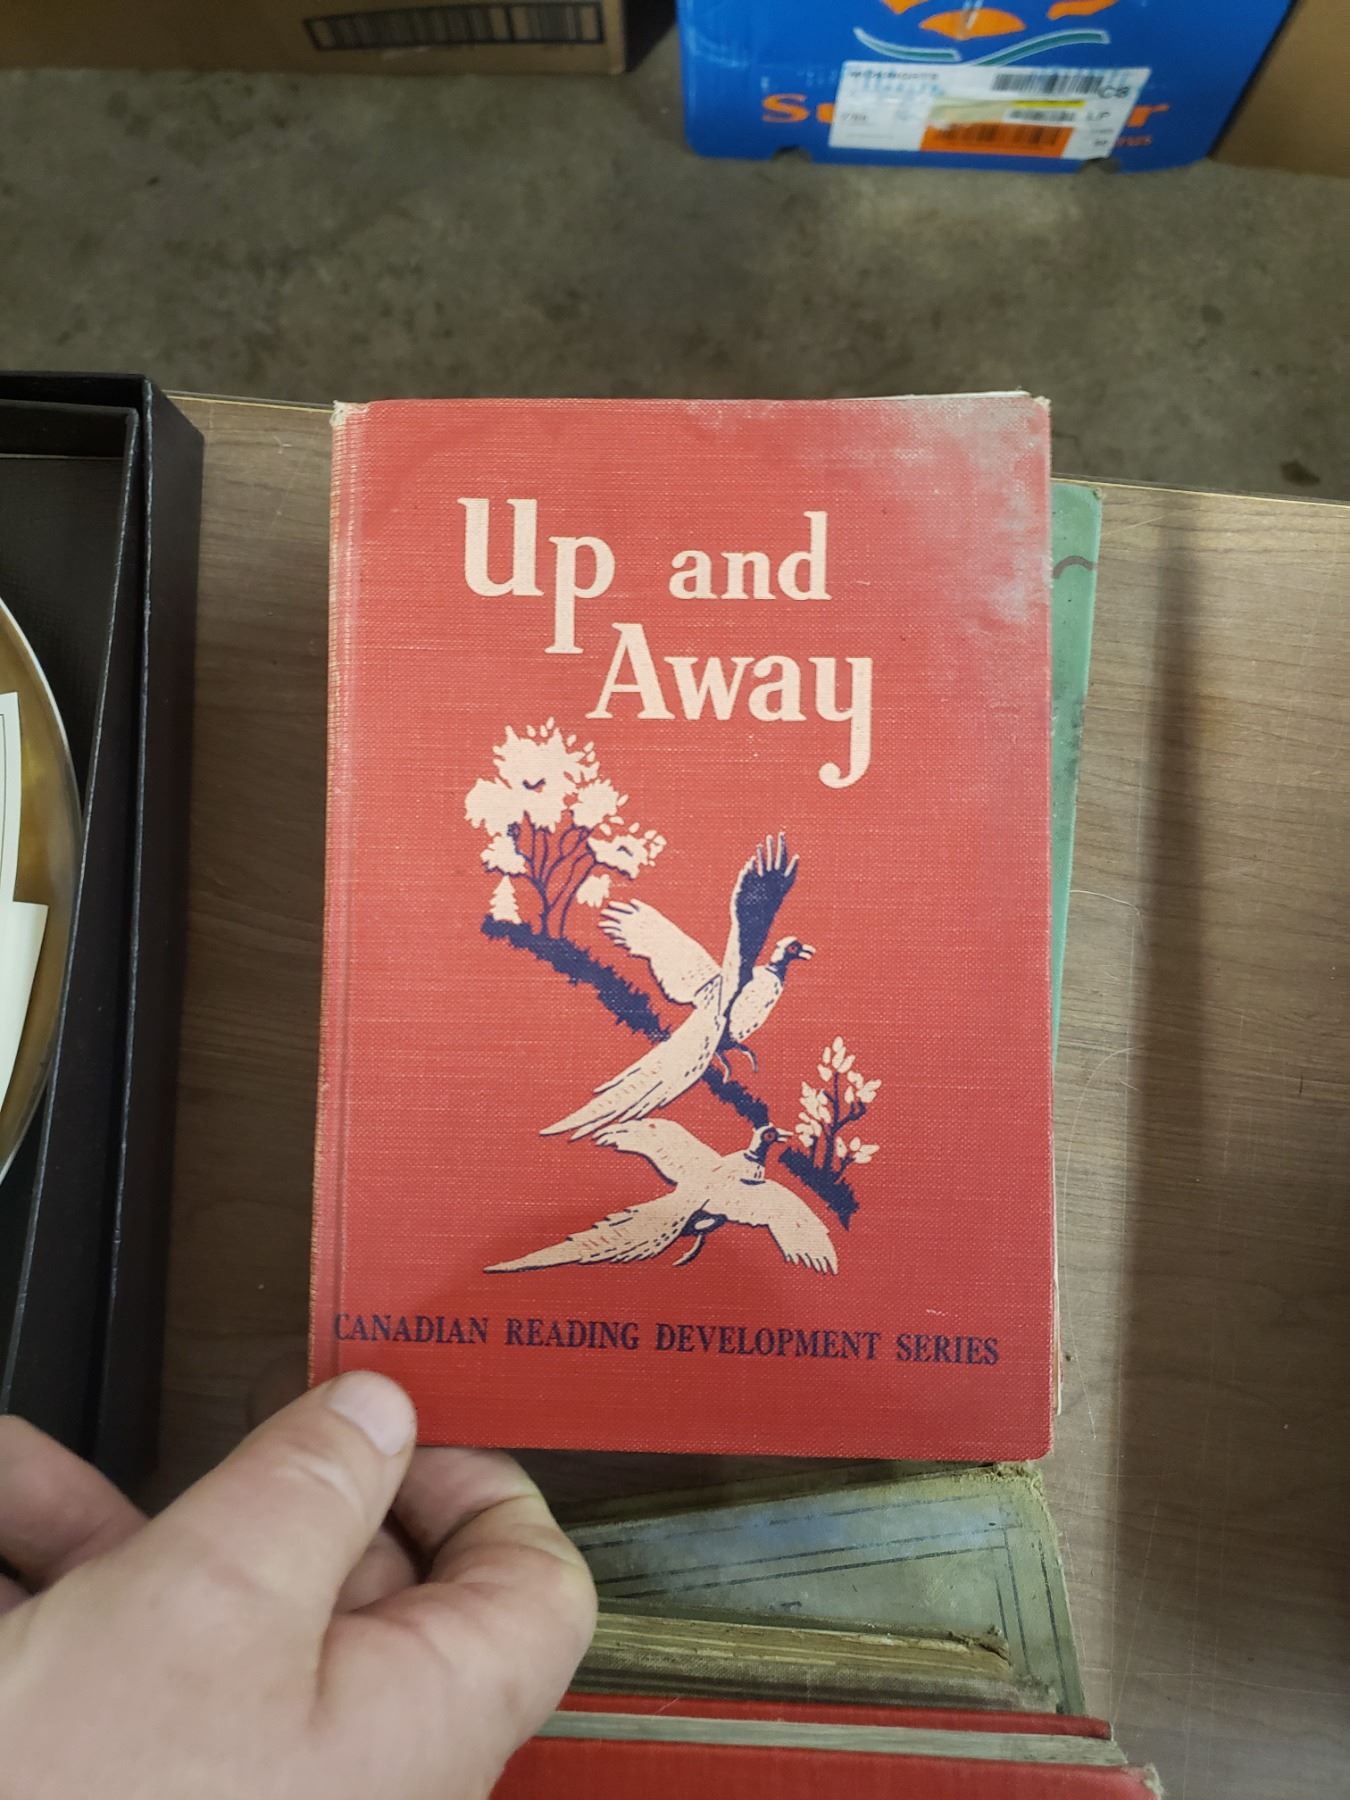 Up and
Away
CANADIAN READING DEVELOPMENT SERIES